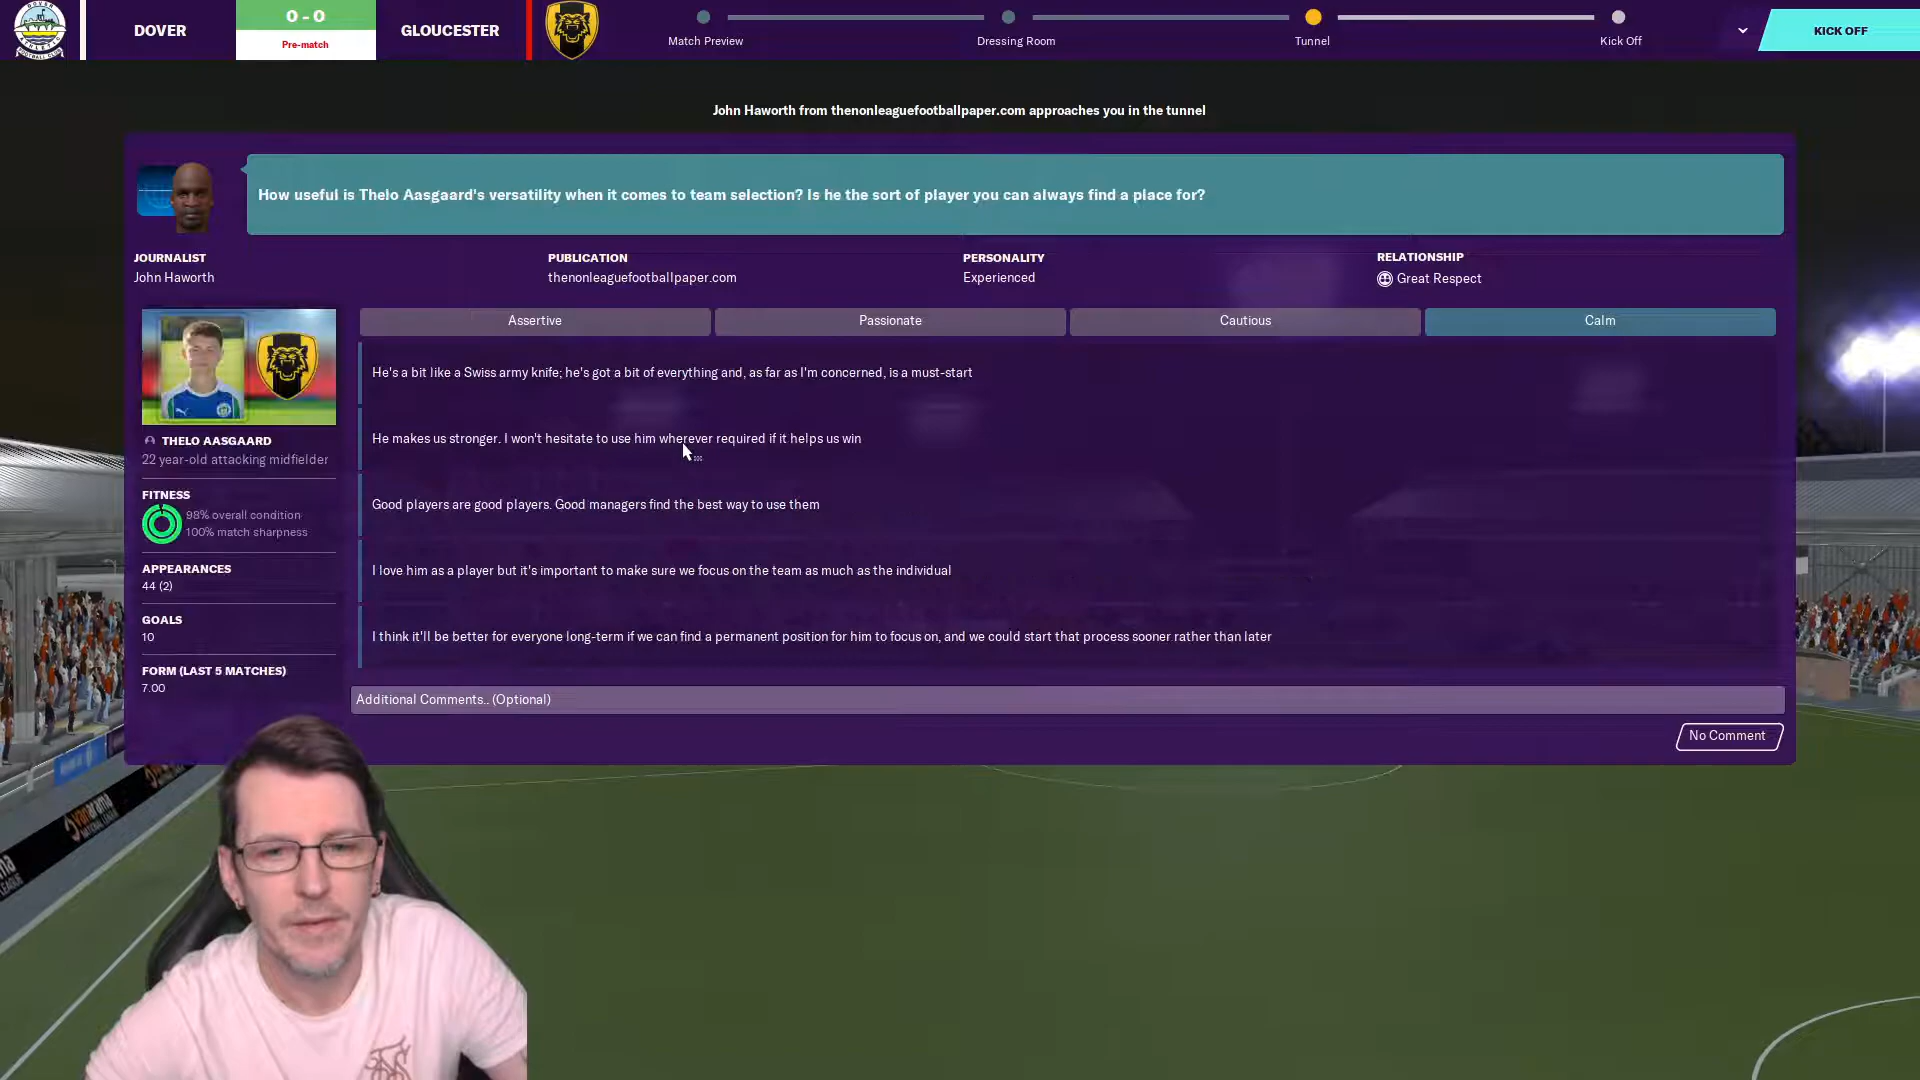 DOVER
0 - 0
Pre-match
GLOUCESTER
Match Preview
Dressing Room
Tunnel
Kick Off
KICK OFF
John Haworth from thenonleaguefootballpaper.com approaches you in the tunnel
How useful is Thelo Aasgaard's versatility when it comes to team selection? Is he the sort of player you can always find a place for?
JOURNALIST
John Haworth
PUBLICATION
thenonleaguefootballpaper.com
PERSONALITY
Experienced
RELATIONSHIP
Great Respect
Assertive
Passionate
Cautious
Calm
He's a bit like a Swiss army knife; he's got a bit of everything and, as far as I'm concerned, is a must-start
He makes us stronger. I won't hesitate to use him wherever required if it helps us win
Good players are good players. Good managers find the best way to use them
I love him as a player but it's important to make sure we focus on the team as much as the individual
I think it'll be better for everyone long-term if we can find a permanent position for him to focus on, and we could start that process sooner rather than later
THELO AASGAARD
22 year-old attacking midfielder
FITNESS
98% overall condition
100% match sharpness
APPEARANCES
44 (2)
GOALS
10
FORM (LAST 5 MATCHES)
7.00
Additional Comments.. (Optional)
No Comment
vanarama